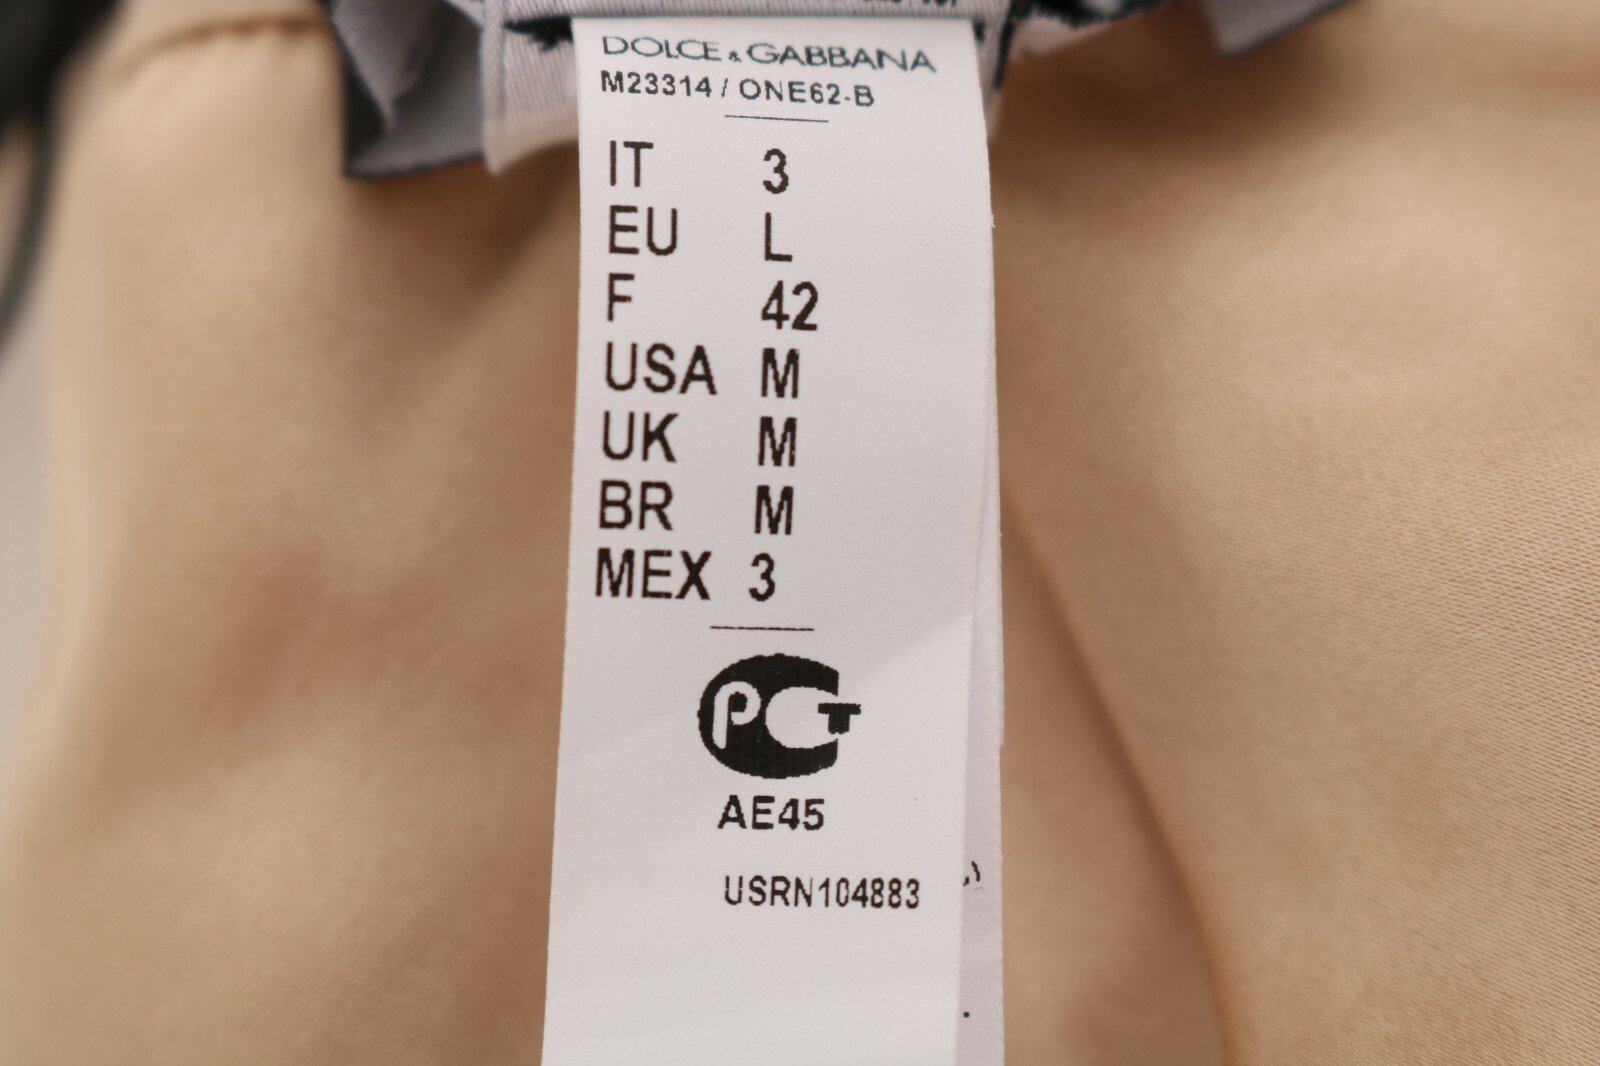 DOLCE & GABBANA
M23314 / ONE62-B
IT 3
EU L
F 42
USA M
UK M
BR M
MEX 3
PCT
AE45
USRN104883